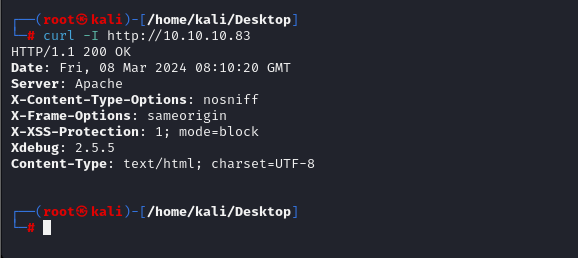 ┌──(root㉿kali)-[/home/kali/Desktop]
└─# curl -I http://10.10.10.83
HTTP/1.1 200 OK
Date: Fri, 08 Mar 2024 08:10:20 GMT
Server: Apache
X-Content-Type-Options: nosniff
X-Frame-Options: sameorigin
X-XSS-Protection: 1; mode=block
Xdebug: 2.5.5
Content-Type: text/html; charset=UTF-8
┌──(root㉿kali)-[/home/kali/Desktop]
└─#